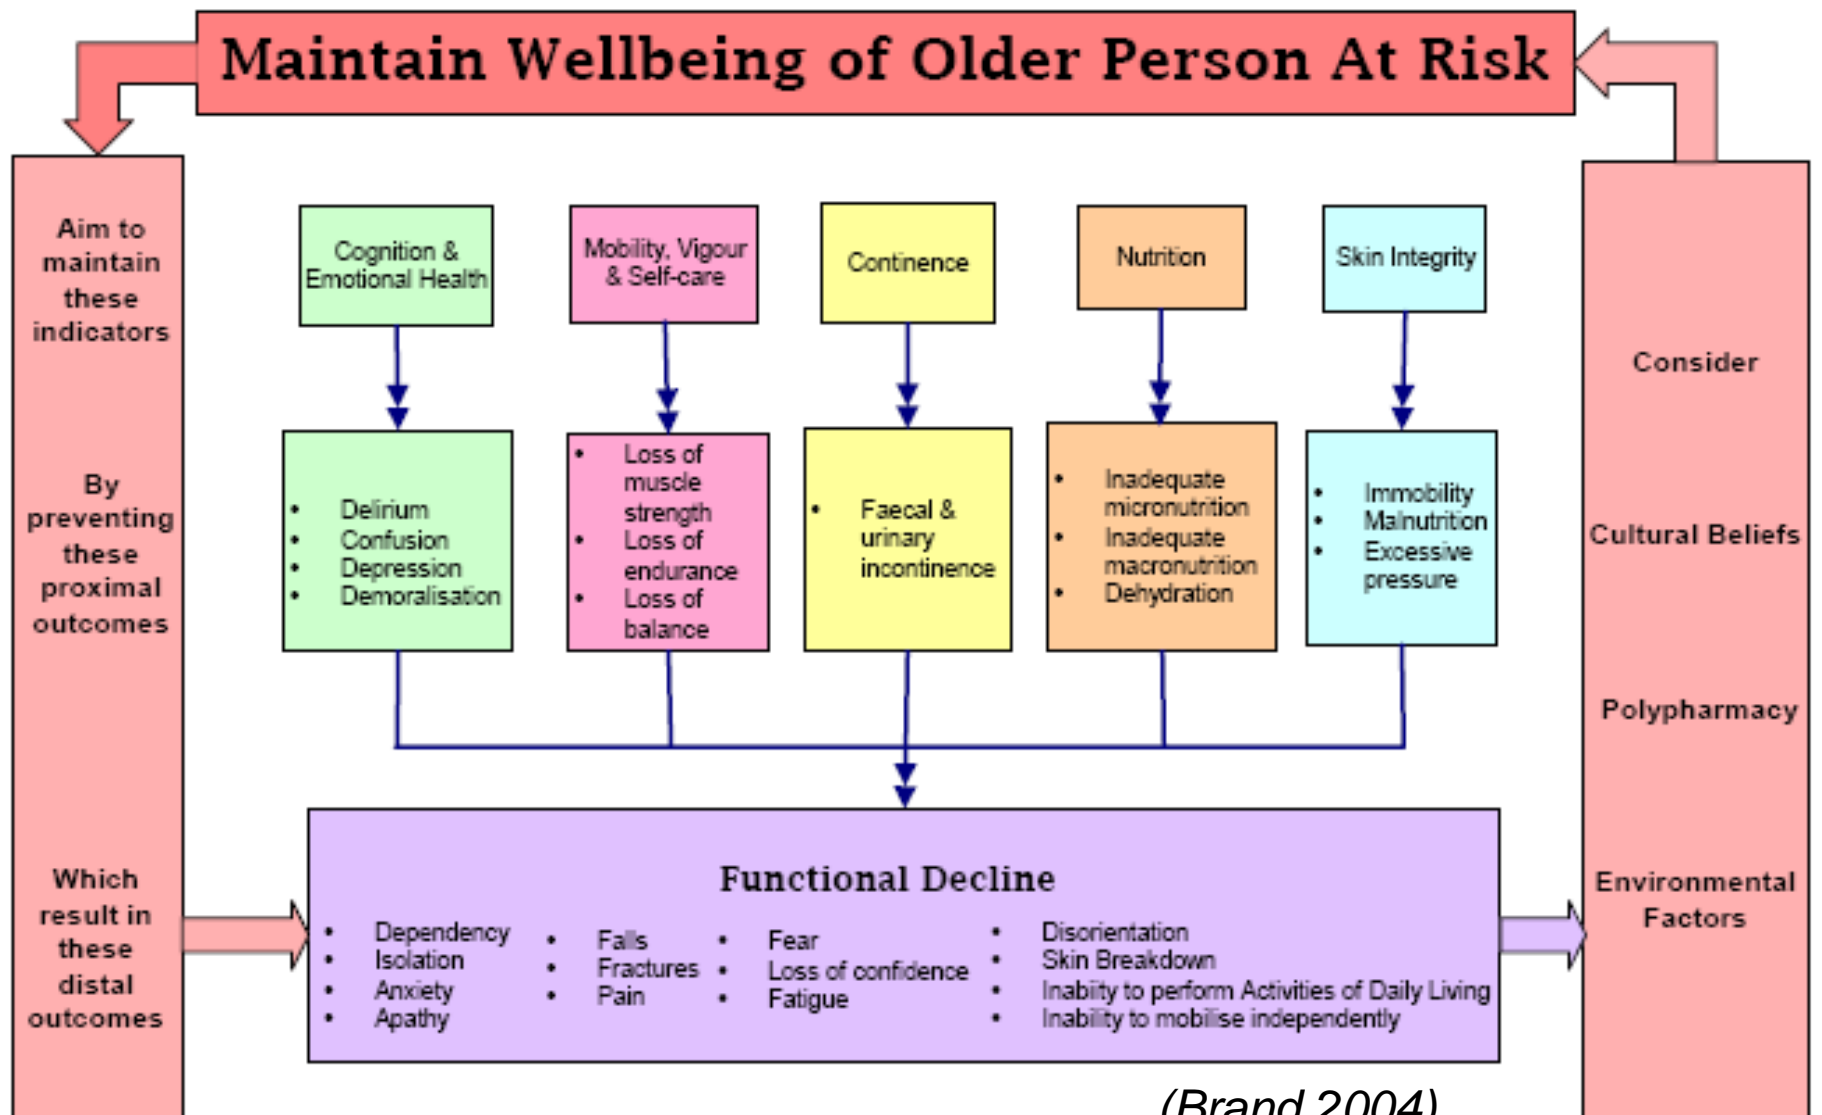 Maintain Wellbeing of Older Person At Risk
Aim to
maintain
these
indicators
By
preventing
these
proximal
outcomes
Which
result in
these
distal
outcomes
Cognition &
Emotional Health
Mobility, Vigour
& Self-care
Continence
Nutrition
Skin Integrity
• Delirium
• Confusion
• Depression
• Demoralisation
• Loss of
muscle
strength
• Loss of
endurance
• Loss of
balance
• Faecal &
urinary
incontinence
• Inadequate
micronutrition
• Inadequate
macronutrition
• Dehydration
• Immobility
• Malnutrition
• Excessive
pressure
Functional Decline
• Dependency
• Isolation
• Anxiety
• Apathy
• Falls
• Fractures
• Pain
• Fear
• Loss of confidence
• Fatigue
• Disorientation
• Skin Breakdown
• Inabiity to perform Activities of Daily Living
• Inability to mobilise independently
Consider
Cultural Beliefs
Polypharmacy
Environmental
Factors
(Brand 2004)